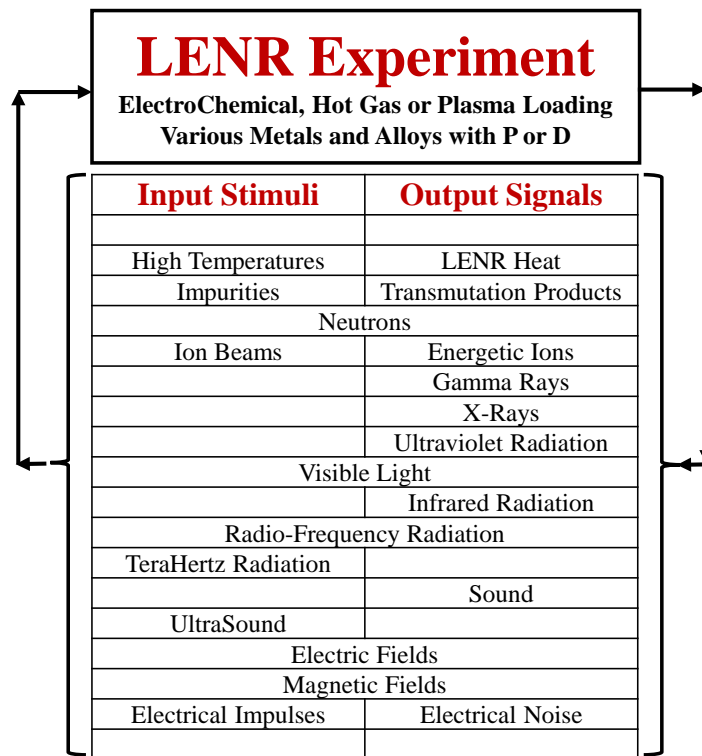 LENR Experiment
ElectroChemical, Hot Gas or Plasma Loading
Various Metals and Alloys with P or D
Input Stimuli Output Signals
High Temperatures LENR Heat
Impurities Transmutation Products
Neutrons
Ion Beams Energetic Ions
Gamma Rays
X-Rays
Ultraviolet Radiation
Visible Light
Infrared Radiation
Radio-Frequency Radiation
TeraHertz Radiation
Sound
UltraSound
Electric Fields
Magnetic Fields
Electrical Impulses Electrical Noise